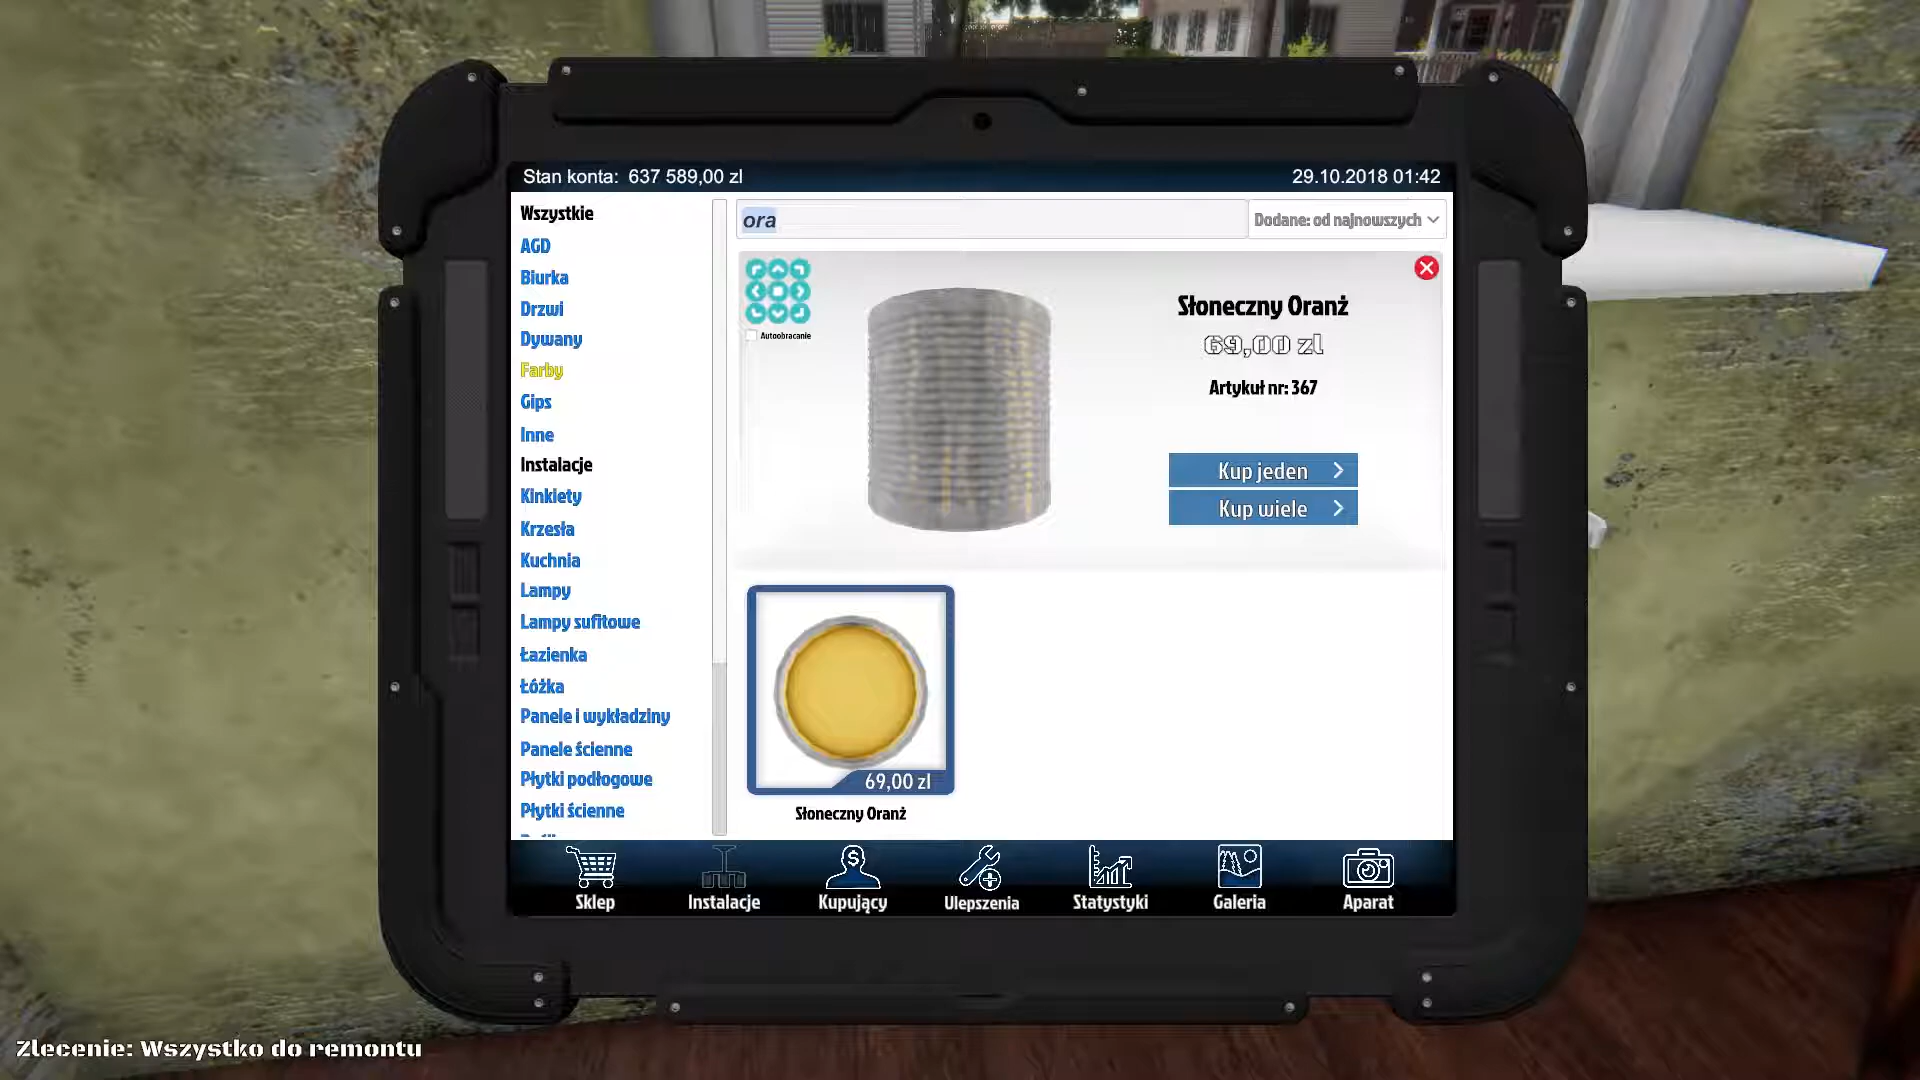 Stan konta: 637 589,00 zl
29.10.2018 01:42
Wszystkie
AGD
Biurka
Drzwi
Dywany
Farby
Gips
Inne
Instalacje
Kinkiety
Krzesła
Kuchnia
Lampy
Lampy sufitowe
Łazienka
Łóżka
Panele i wykładziny
Panele ścienne
Płytki podłogowe
Płytki ścienne
ora
Dodane: od najnowszych
Autoobracanie
Słoneczny Oranż
69,00 zl
Artykuł nr: 367
Kup jeden
Kup wiele
69,00 zl
Słoneczny Oranż
Sklep
Instalacje
Kupujący
Ulepszenia
Statystyki
Galeria
Aparat
Zlecenie: Wszystko do remontu